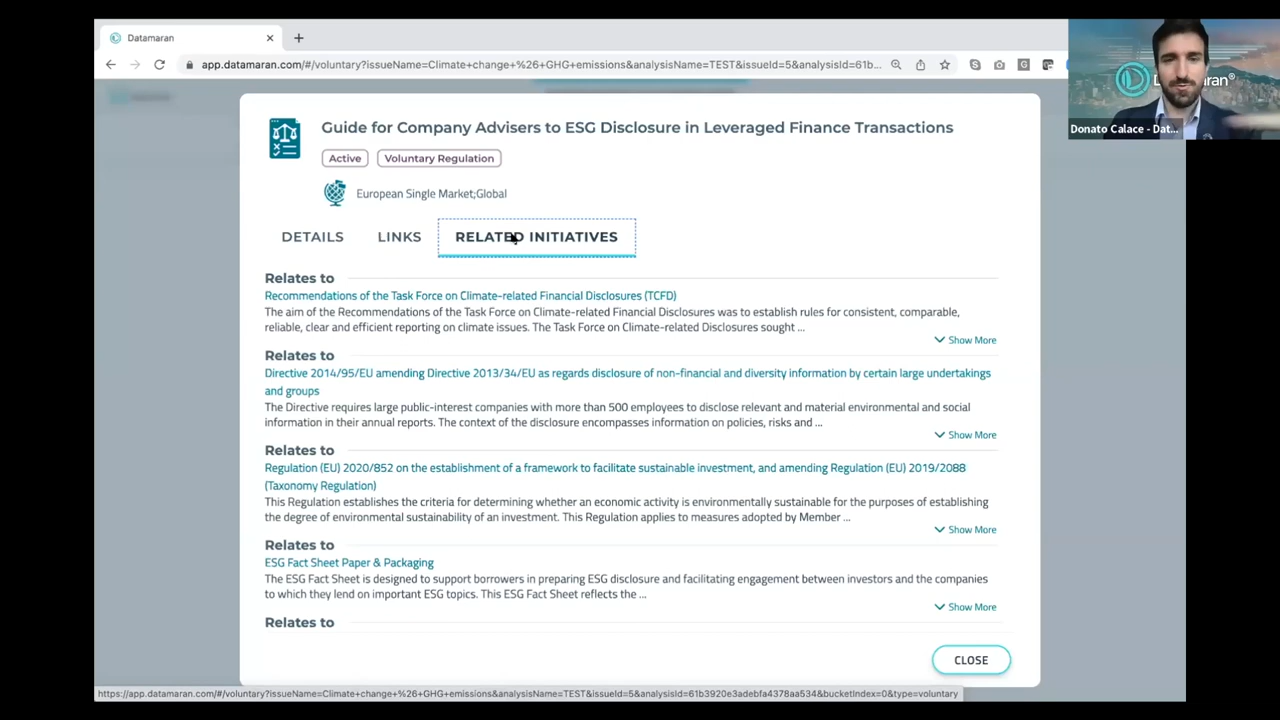 Datamaran
app.datamaran.com/#/voluntary?issueName=Climate+change+%26+GHG+emissions&analysisName=TEST&issueId=5&analysisId=61b...
Guide for Company Advisers to ESG Disclosure in Leveraged Finance Transactions
Active
Voluntary Regulation
European Single Market;Global
DETAILS
LINKS
RELATED INITIATIVES
Relates to
Recommendations of the Task Force on Climate-related Financial Disclosures (TCFD)
The aim of the Recommendations of the Task Force on Climate-related Financial Disclosures was to establish rules for consistent, comparable,
reliable, clear and efficient reporting on climate issues. The Task Force on Climate-related Disclosures sought ...
Show More
Relates to
Directive 2014/95/EU amending Directive 2013/34/EU as regards disclosure of non-financial and diversity information by certain large undertakings
and groups
The Directive requires large public-interest companies with more than 500 employees to disclose relevant and material environmental and social
information in their annual reports. The context of the disclosure encompasses information on policies, risks and ...
Show More
Relates to
Regulation (EU) 2020/852 on the establishment of a framework to facilitate sustainable investment, and amending Regulation (EU) 2019/2088
(Taxonomy Regulation)
This Regulation establishes the criteria for determining whether an economic activity is environmentally sustainable for the purposes of establishing
the degree of environmental sustainability of an investment. This Regulation applies to measures adopted by Member ...
Show More
Relates to
ESG Fact Sheet Paper & Packaging
The ESG Fact Sheet is designed to support borrowers in preparing ESG disclosure and facilitating engagement between investors and the companies
to which they lend on important ESG topics. This ESG Fact Sheet reflects the ...
Show More
Relates to
CLOSE
https://app.datamaran.com/#/voluntary?issueName=Climate+change+%26+GHG+emissions&analysisName=TEST&issueId=5&analysisId=61b3920e3adebfa4378aa534&bucketIndex=0&type=voluntary
Donato Calace - Dat...